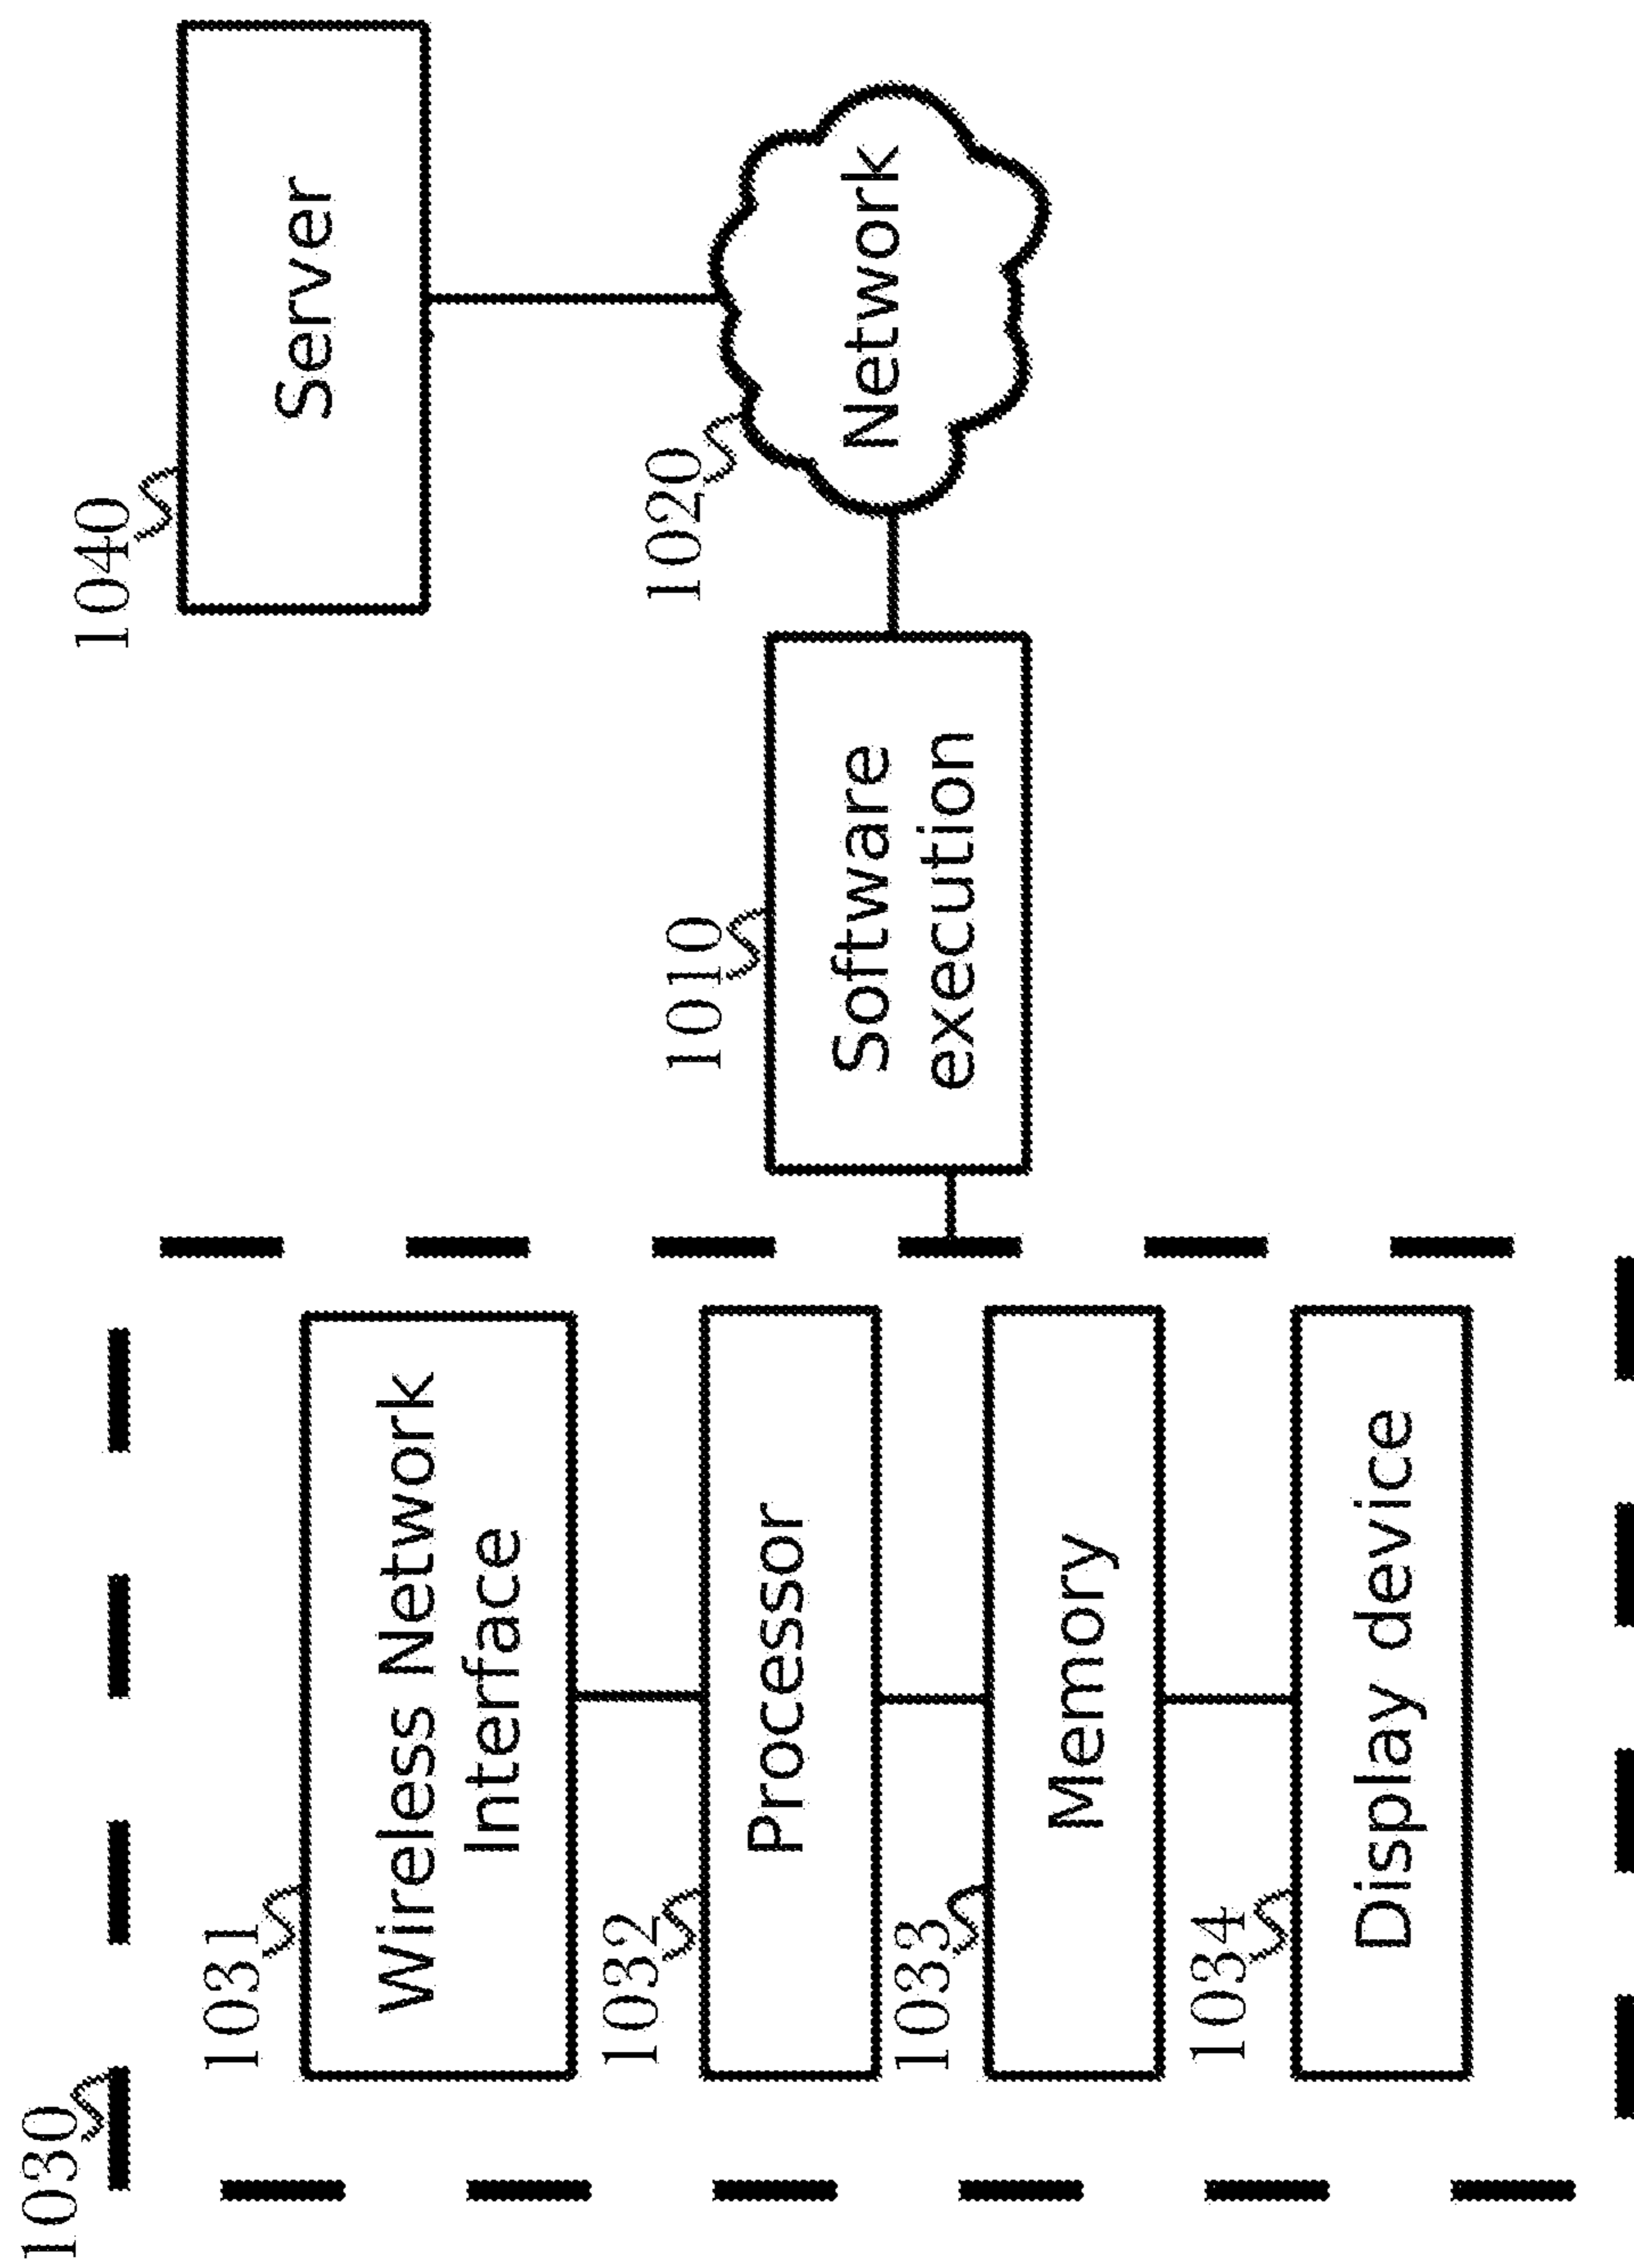 1030
1031
Wireless Network
Interface
1032
Processor
1033
Memory
1034
Display device
1010
Software
execution
1020
Network
1040
Server